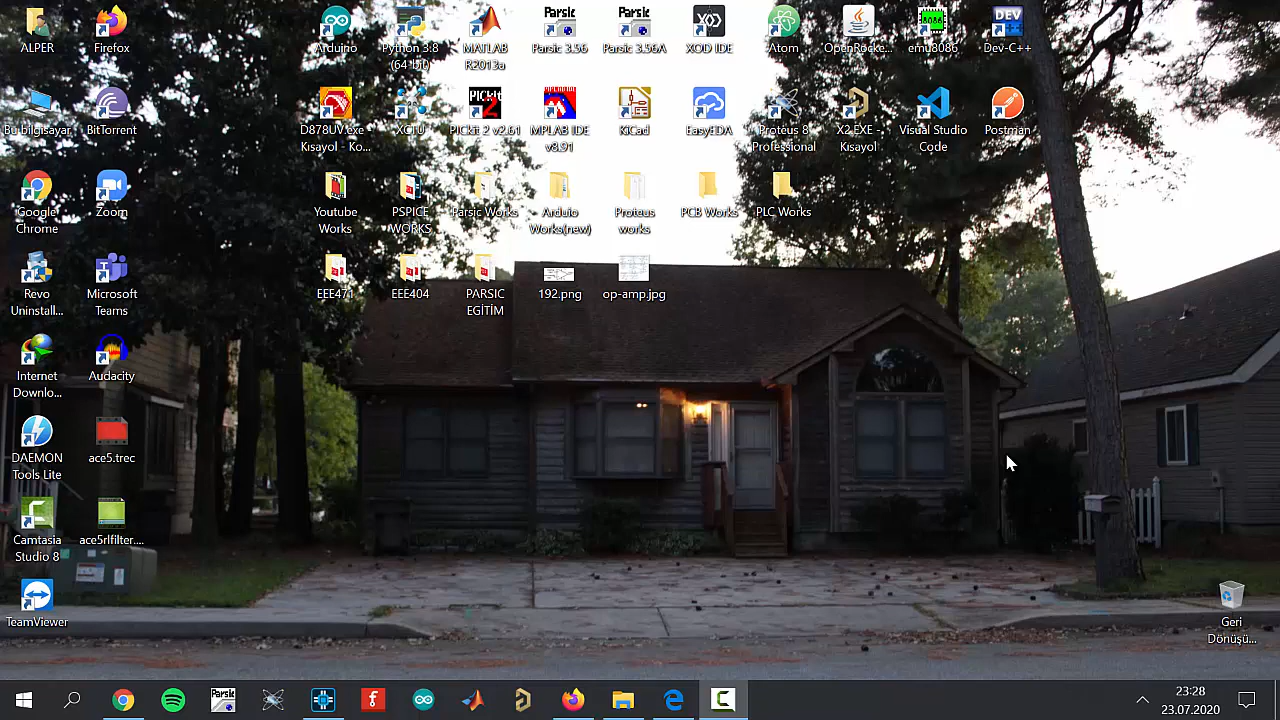 ALPER
Firefox
Arduino
Python 3.8
(64-bit)
MATLAB
R2013a
Parsic 3.56
Parsic 3.56A
XOD IDE
Atom
OpenRocke...
emu8086
Dev-C++
Bu bilgisayar
BitTorrent
D878UV.exe
- Kısayol - Ko...
XCTU
PICkit 2 v2.61
MPLAB IDE
v8.91
KiCad
EasyEDA
Proteus 8
Professional
X2.EXE -
Kısayol
Visual Studio
Code
Postman
Google
Chrome
Zoom
Youtube
Works
PSPICE
WORKS
Parsic Works
Arduio
Works(new)
Proteus
works
PCB Works
PLC Works
Revo
Uninstall...
Microsoft
Teams
EEE471
EEE404
PARSIC
EGİTİM
192.png
op-amp.jpg
Internet
Downlo...
Audacity
DAEMON
Tools Lite
ace5.trec
Camtasia
Studio 8
ace5rlfilter....
TeamViewer
Geri
Dönüşü...
23:28
23.07.2020